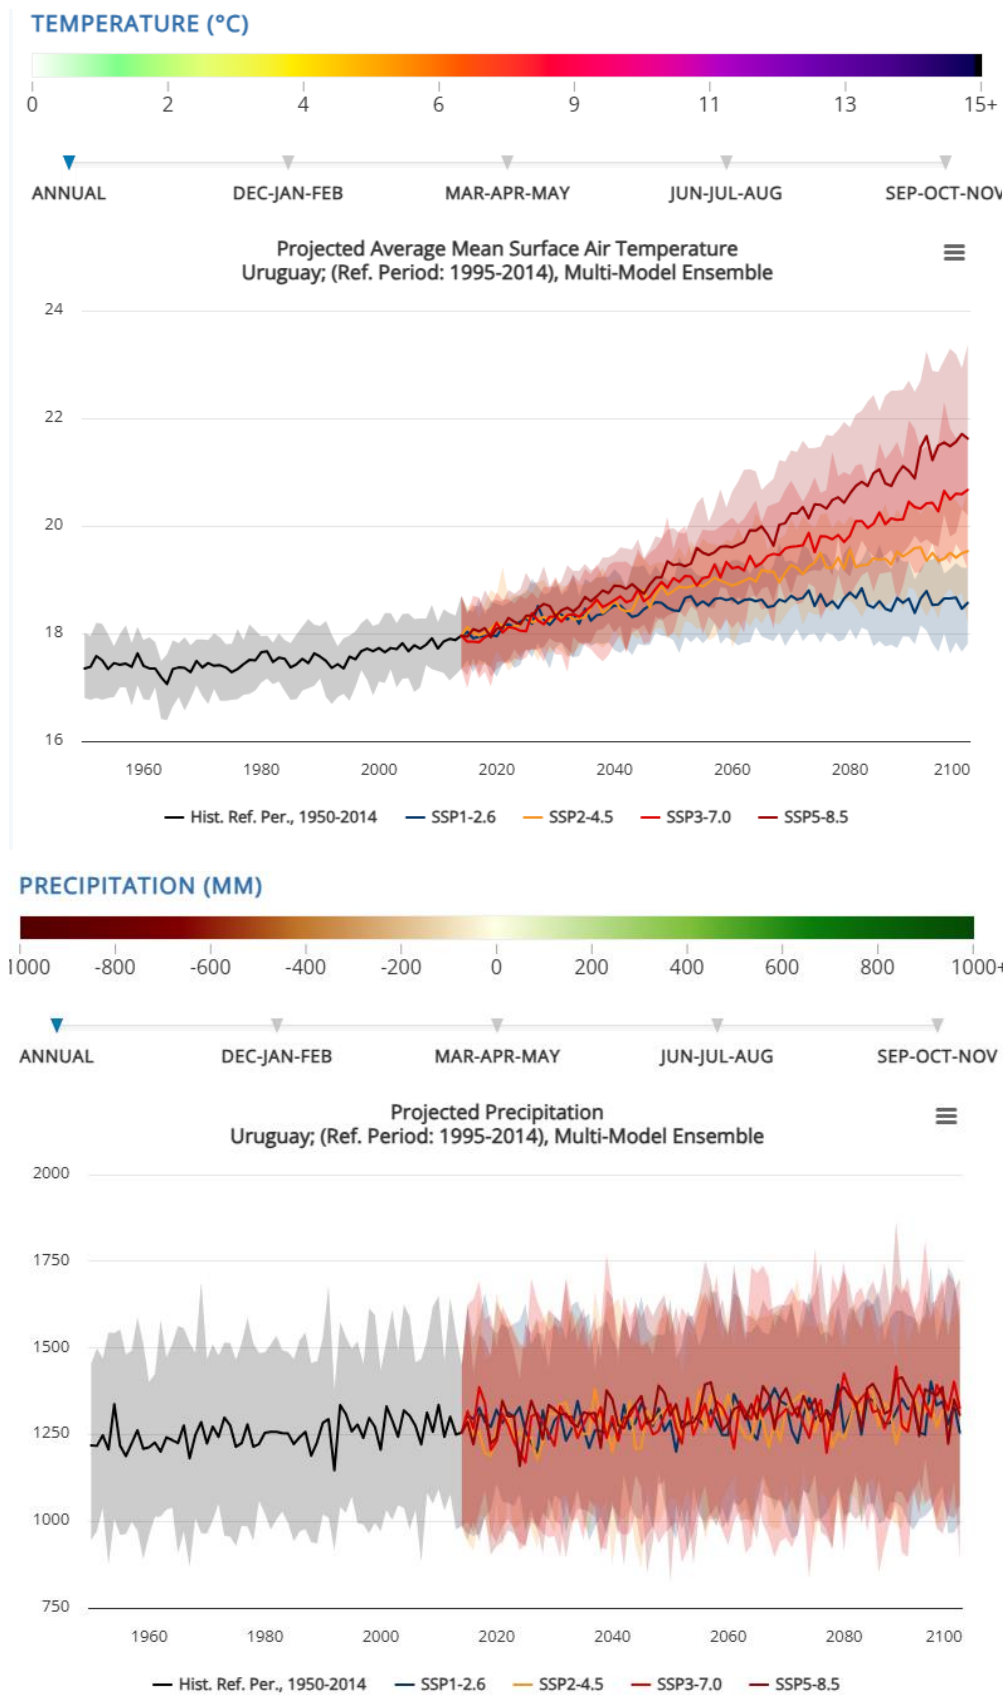 TEMPERATURE (°C)
0 2 4 6 9 11 13 15+
ANNUAL DEC-JAN-FEB MAR-APR-MAY JUN-JUL-AUG SEP-OCT-NOV
Projected Average Mean Surface Air Temperature
Uruguay; (Ref. Period: 1995-2014), Multi-Model Ensemble
24
22
20
18
16
1960 1980 2000 2020 2040 2060 2080 2100
Hist. Ref. Per., 1950-2014 SSP1-2.6 SSP2-4.5 SSP3-7.0 SSP5-8.5
PRECIPITATION (MM)
1000 -800 -600 -400 -200 0 200 400 600 800 1000+
ANNUAL DEC-JAN-FEB MAR-APR-MAY JUN-JUL-AUG SEP-OCT-NOV
Projected Precipitation
Uruguay; (Ref. Period: 1995-2014), Multi-Model Ensemble
2000
1750
1500
1250
1000
750
1960 1980 2000 2020 2040 2060 2080 2100
Hist. Ref. Per., 1950-2014 SSP1-2.6 SSP2-4.5 SSP3-7.0 SSP5-8.5